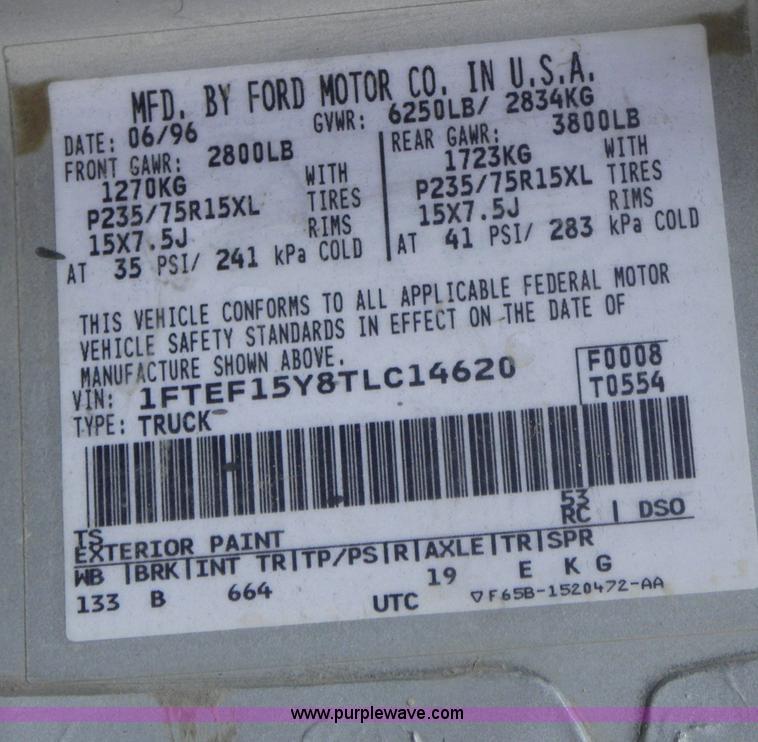 MFD. BY FORD MOTOR CO. IN U.S.A.
DATE: 06/96 GVWR: 6250LB/ 2834KG
FRONT GAWR: 2800LB REAR GAWR: 3800LB
1270KG WITH 1723KG WITH
P235/75R15XL TIRES P235/75R15XL TIRES
15X7.5J RIMS 15X7.5J RIMS
AT 35 PSI/ 241 kPa COLD AT 41 PSI/ 283 kPa COLD
THIS VEHICLE CONFORMS TO ALL APPLICABLE FEDERAL MOTOR
VEHICLE SAFETY STANDARDS IN EFFECT ON THE DATE OF
MANUFACTURE SHOWN ABOVE.
VIN: 1FTEF15Y8TLC14620 F0008
TYPE: TRUCK T0554
TS 53
EXTERIOR PAINT RC | DSO
WB |BRK|INT TR|TP/PS|R|AXLE|TR|SPR
133 B 664 19 E K G
UTC ▽F65B-1520472-AA
www.purplewave.com